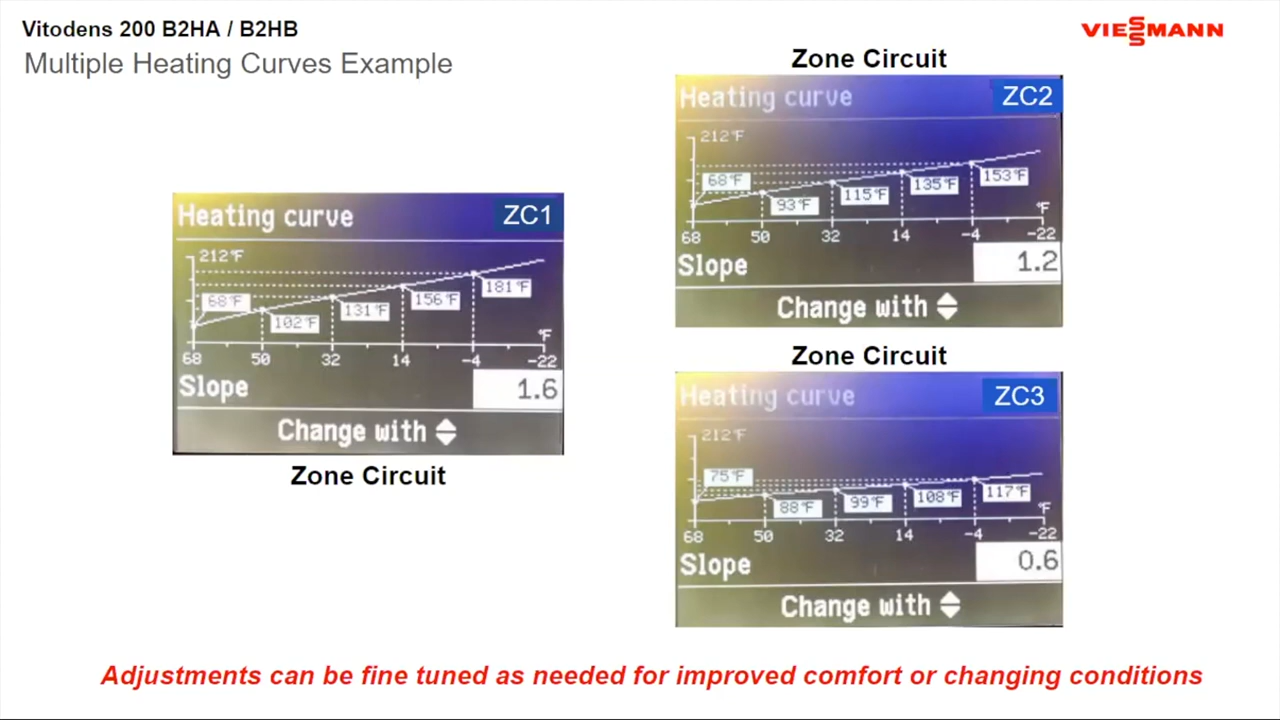 Vitodens 200 B2HA / B2HB
VIESSMANN
Multiple Heating Curves Example
Zone Circuit
Heating curve ZC2
212°F
68°F 93°F 115°F 135°F 153°F
°F
68 50 32 14 -4 -22
Slope 1.2
Change with
Heating curve ZC1
212°F
68°F 102°F 131°F 156°F 181°F
°F
68 50 32 14 -4 -22
Slope 1.6
Change with
Zone Circuit
Zone Circuit
Heating curve ZC3
212°F
75°F 88°F 99°F 108°F 117°F
°F
68 50 32 14 -4 -22
Slope 0.6
Change with
Adjustments can be fine tuned as needed for improved comfort or changing conditions